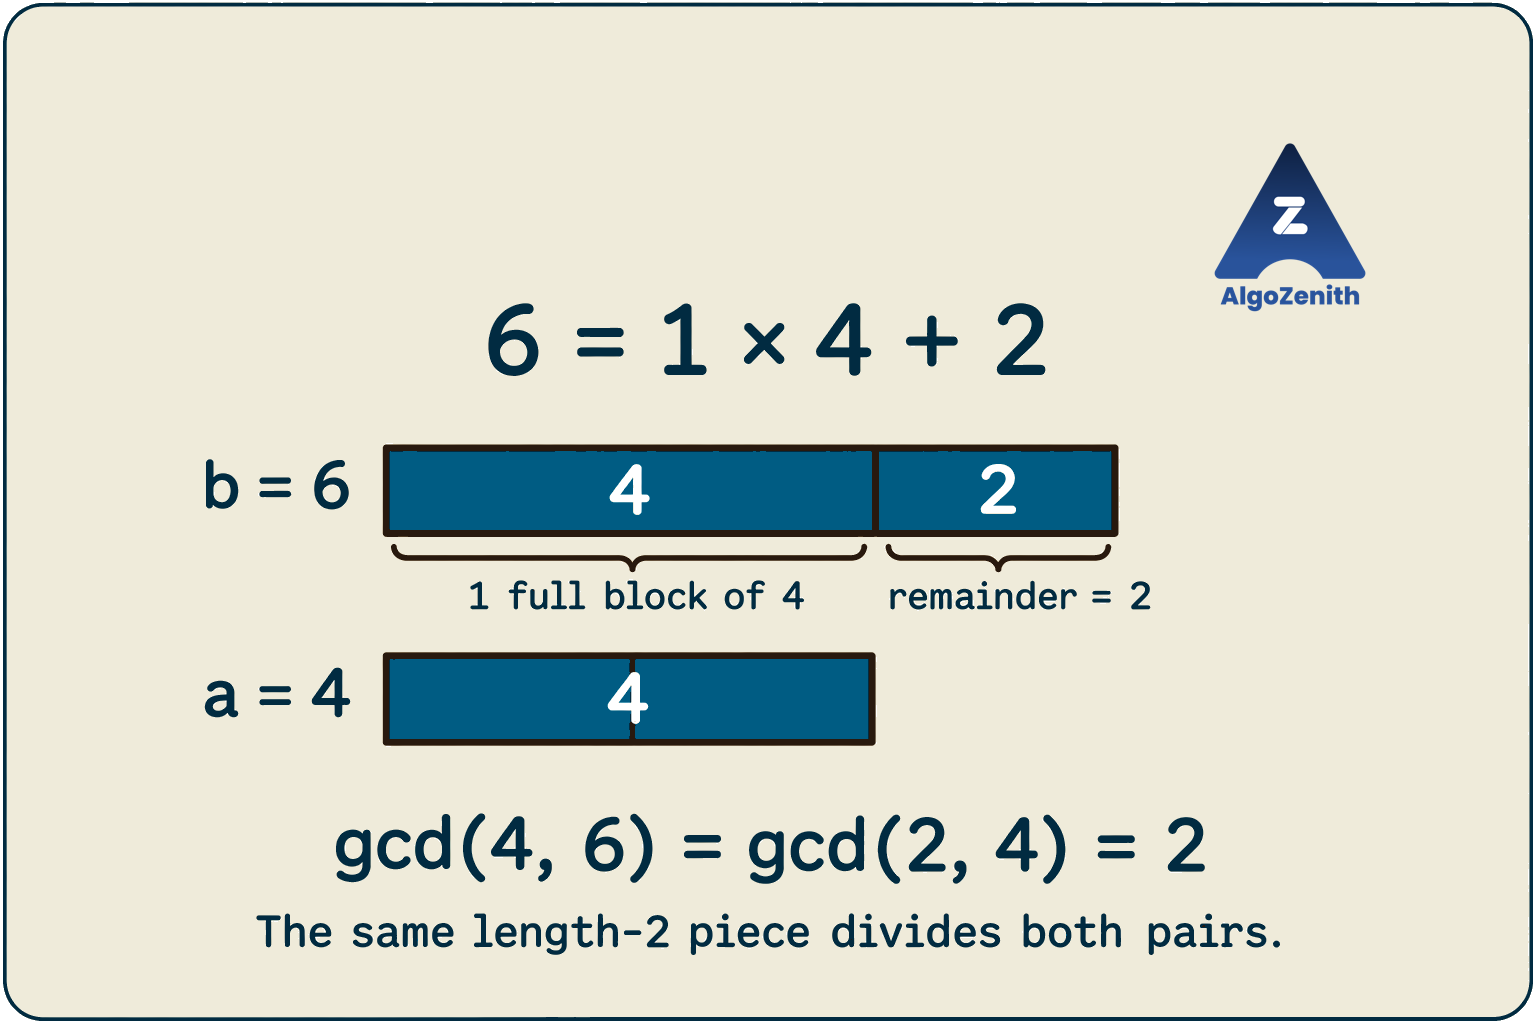 Z
AlgoZenith
6 = 1 × 4 + 2
b = 6
4
2
1 full block of 4
remainder = 2
a = 4
4
gcd(4, 6) = gcd(2, 4) = 2
The same length-2 piece divides both pairs.